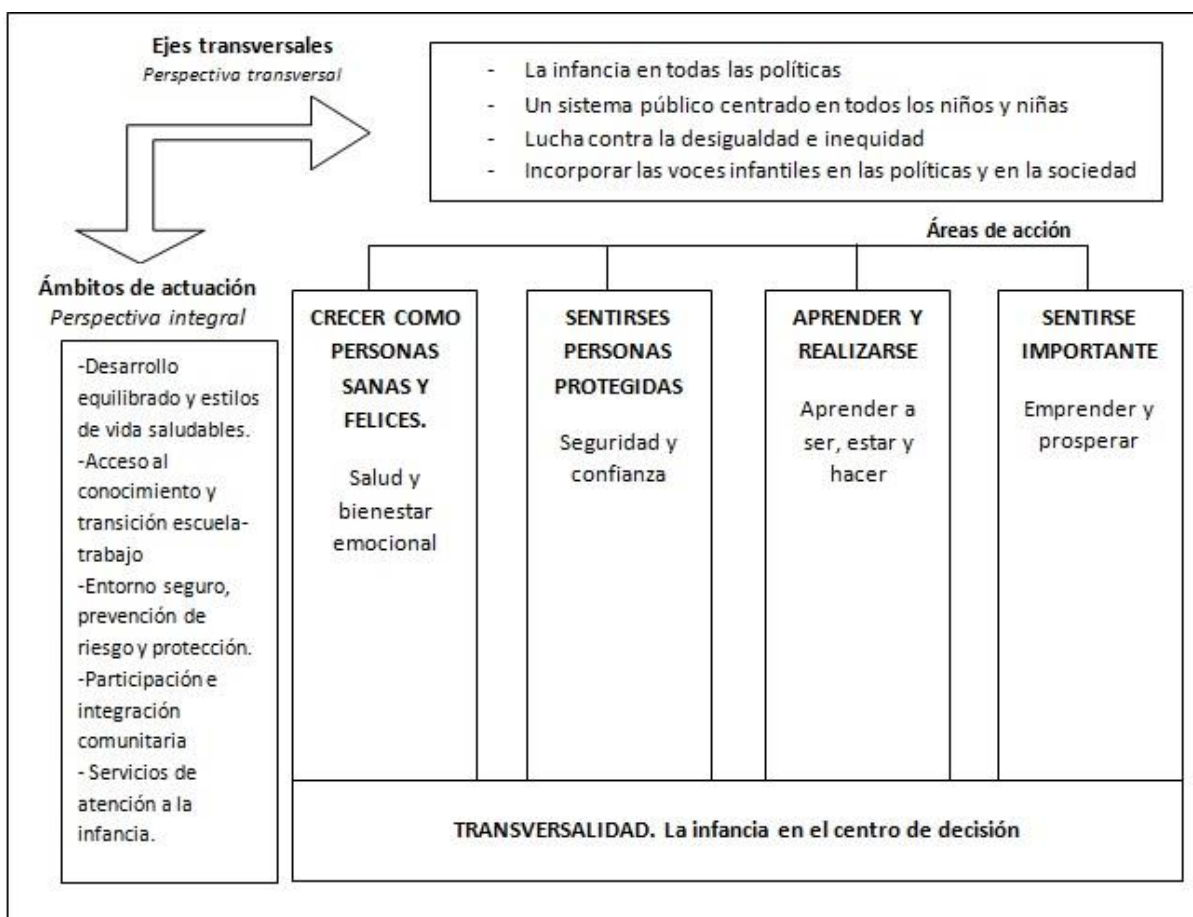 Ejes transversales
Perspectiva transversal
- La infancia en todas las políticas
- Un sistema público centrado en todos los niños y niñas
- Lucha contra la desigualdad e inequidad
- Incorporar las voces infantiles en las políticas y en la sociedad
Áreas de acción
Ámbitos de actuación
Perspectiva integral
-Desarrollo
equilibrado y estilos
de vida saludables.
-Acceso al
conocimiento y
transición escuela-
trabajo
-Entorno seguro,
prevención de
riesgo y protección.
-Participación e
integración
comunitaria
- Servicios de
atención a la
infancia.
CRECER COMO
PERSONAS
SANAS Y
FELICES.
Salud y
bienestar
emocional
SENTIRSES
PERSONAS
PROTEGIDAS
Seguridad y
confianza
APRENDER Y
REALIZARSE
Aprender a
ser, estar y
hacer
SENTIRSE
IMPORTANTE
Emprender y
prosperar
TRANSVERSALIDAD. La infancia en el centro de decisión